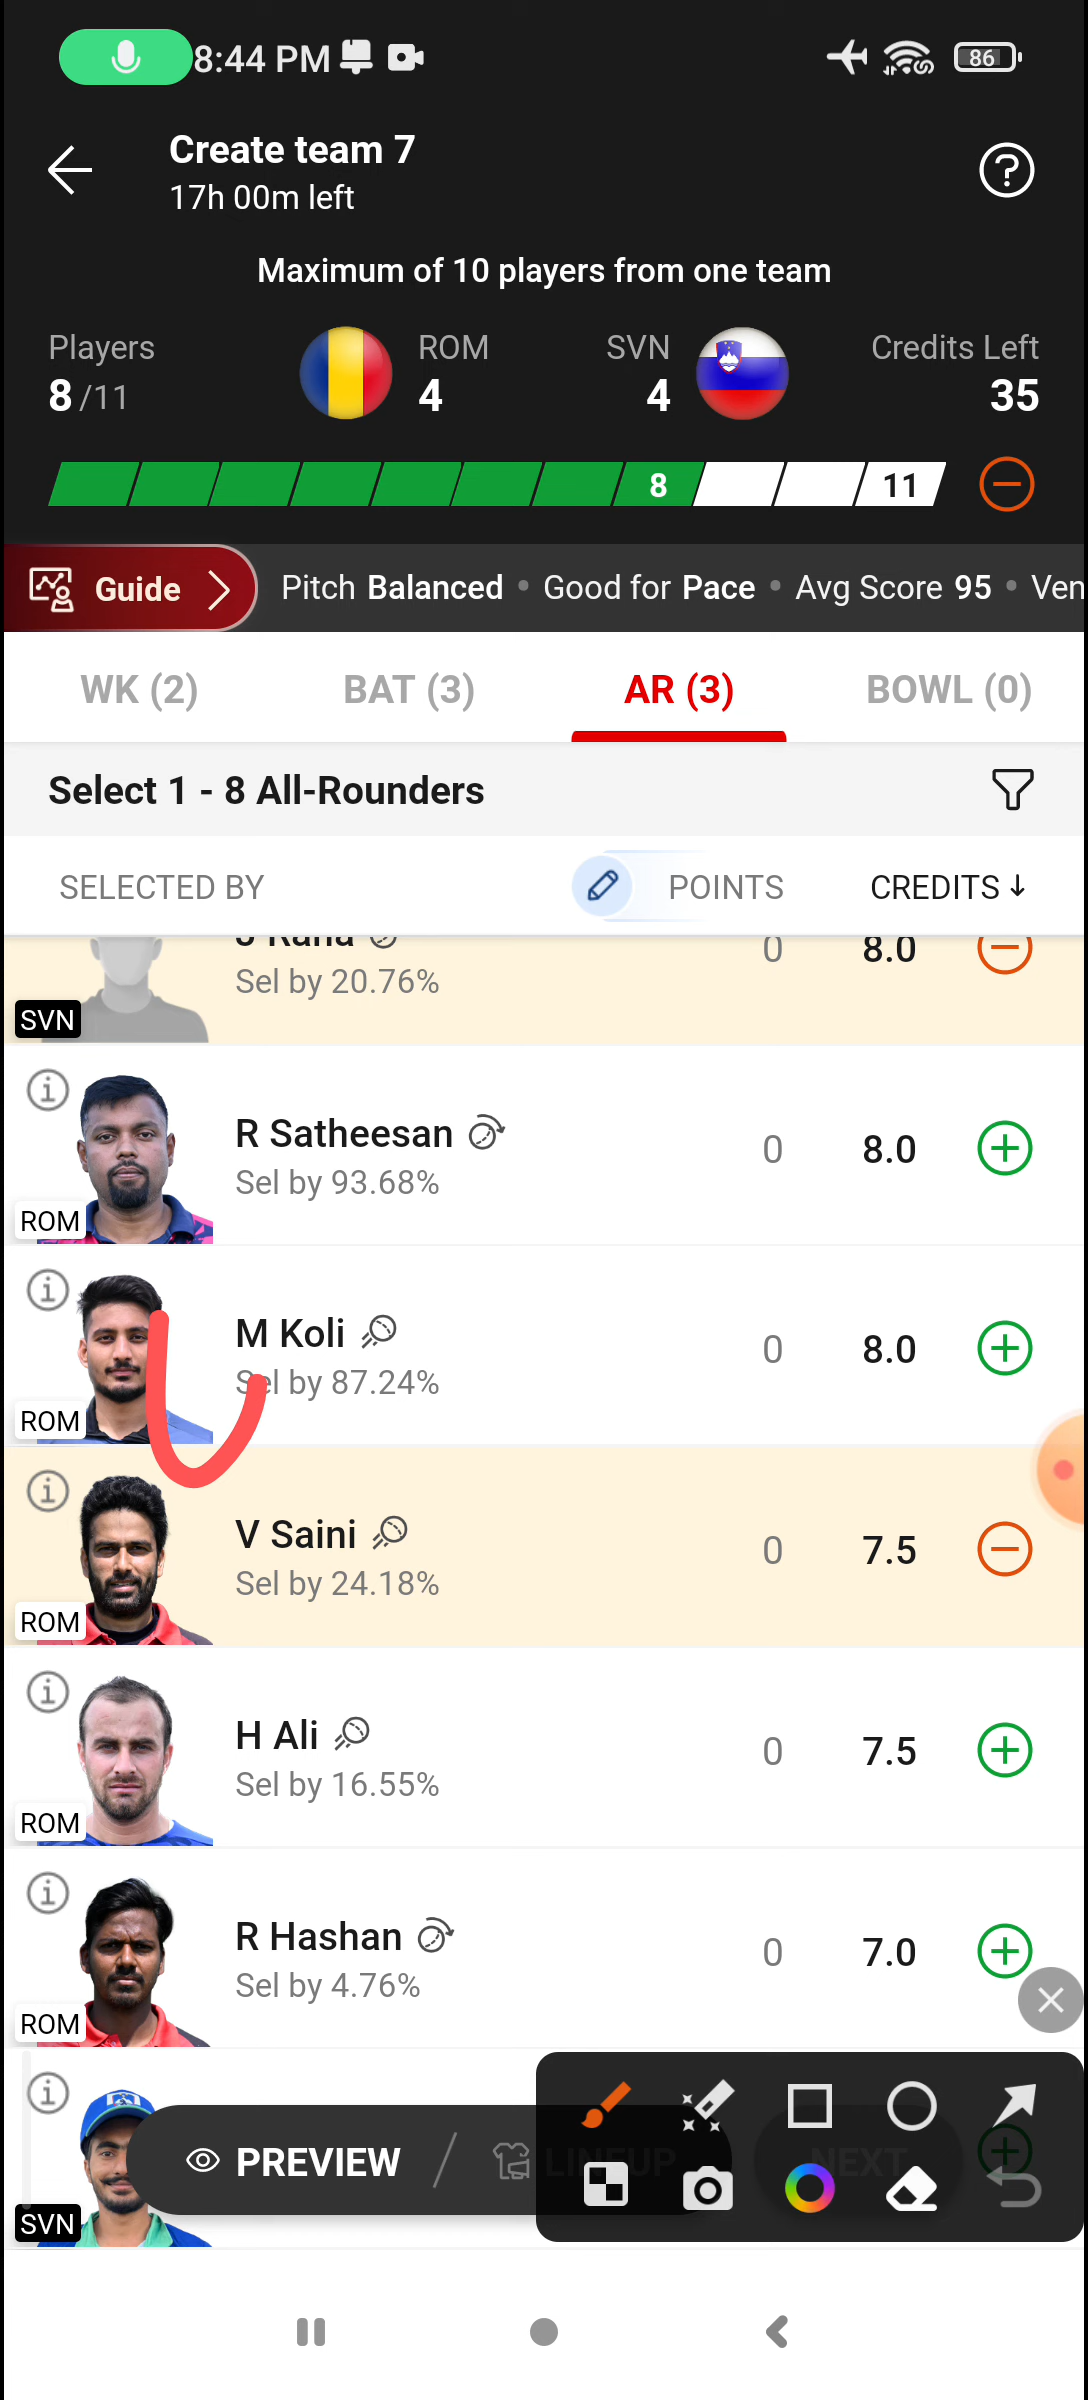 8:44 PM
86
Create team 7
17h 00m left
Maximum of 10 players from one team
Players ROM SVN Credits Left
8 /11 4 4 35
8 11
Guide Pitch Balanced • Good for Pace • Avg Score 95 • Ven
WK (2) BAT (3) AR (3) BOWL (0)
Select 1 - 8 All-Rounders
SELECTED BY POINTS CREDITS ↓
J Rana 0 8.0
Sel by 20.76%
SVN
R Satheesan 0 8.0
Sel by 93.68%
ROM
M Koli 0 8.0
Sel by 87.24%
ROM
V Saini 0 7.5
Sel by 24.18%
ROM
H Ali 0 7.5
Sel by 16.55%
ROM
R Hashan 0 7.0
Sel by 4.76%
ROM
PREVIEW / LINEUP NEXT
SVN